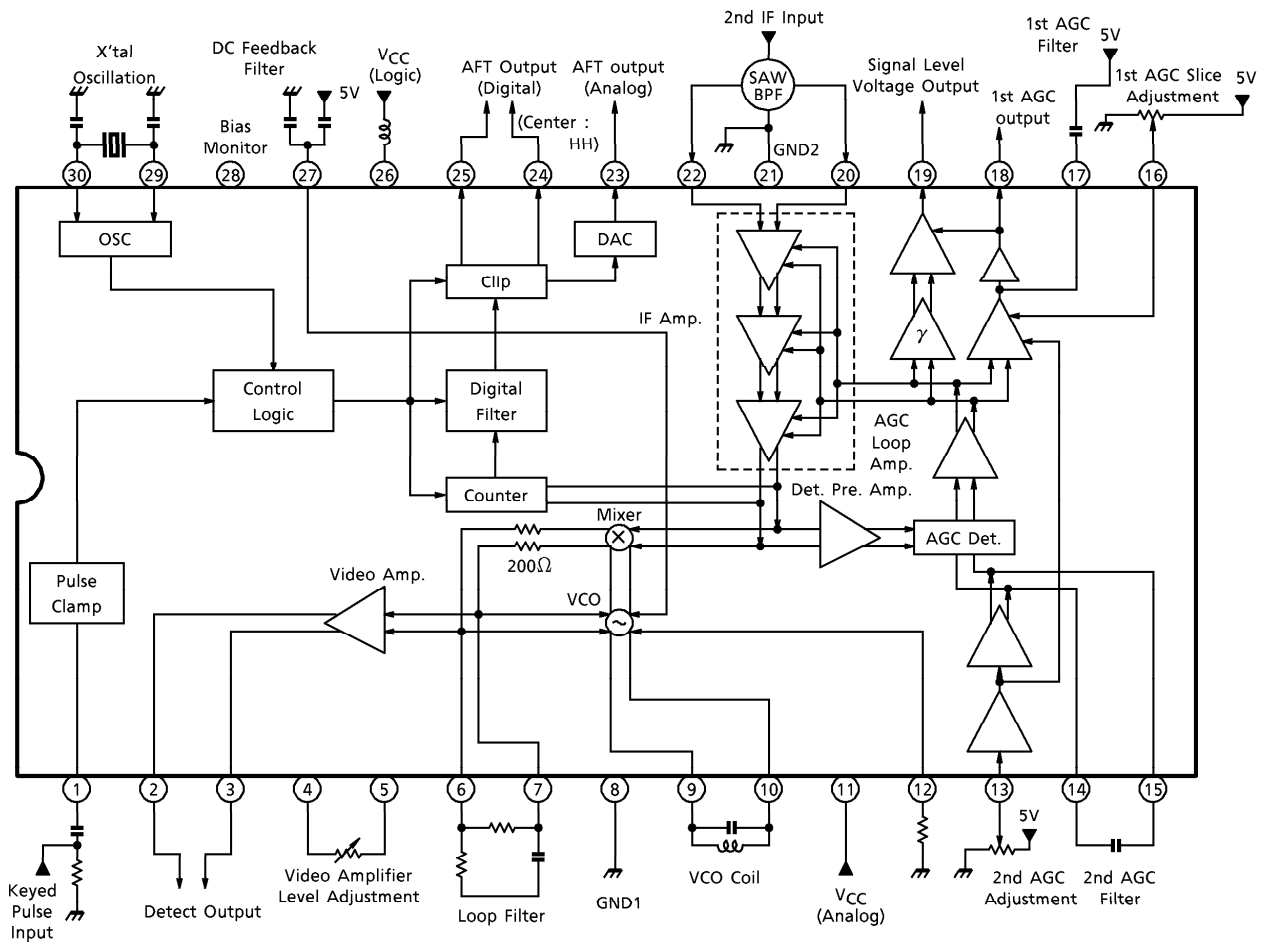 2nd IF Input
X'tal
Oscillation
DC Feedback
Filter
5V
VCC
(Logic)
AFT Output
(Digital)
AFT output
(Analog)
(Center :
HH)
SAW
BPF
GND2
Signal Level
Voltage Output
1st AGC
output
1st AGC
Filter
5V
1st AGC Slice
Adjustment
5V
Bias
Monitor
30
29
28
27
26
25
24
23
22
21
20
19
18
17
16
OSC
DAC
Clip
IF Amp.
γ
Control
Logic
Digital
Filter
AGC
Loop
Amp.
Counter
Det. Pre. Amp.
Mixer
AGC Det.
200Ω
Pulse
Clamp
Video Amp.
VCO
1
2
3
4
5
6
7
8
9
10
11
12
13
14
15
Keyed
Pulse
Input
Detect Output
Video Amplifier
Level Adjustment
Loop Filter
GND1
VCO Coil
VCC
(Analog)
5V
2nd AGC
Adjustment
2nd AGC
Filter